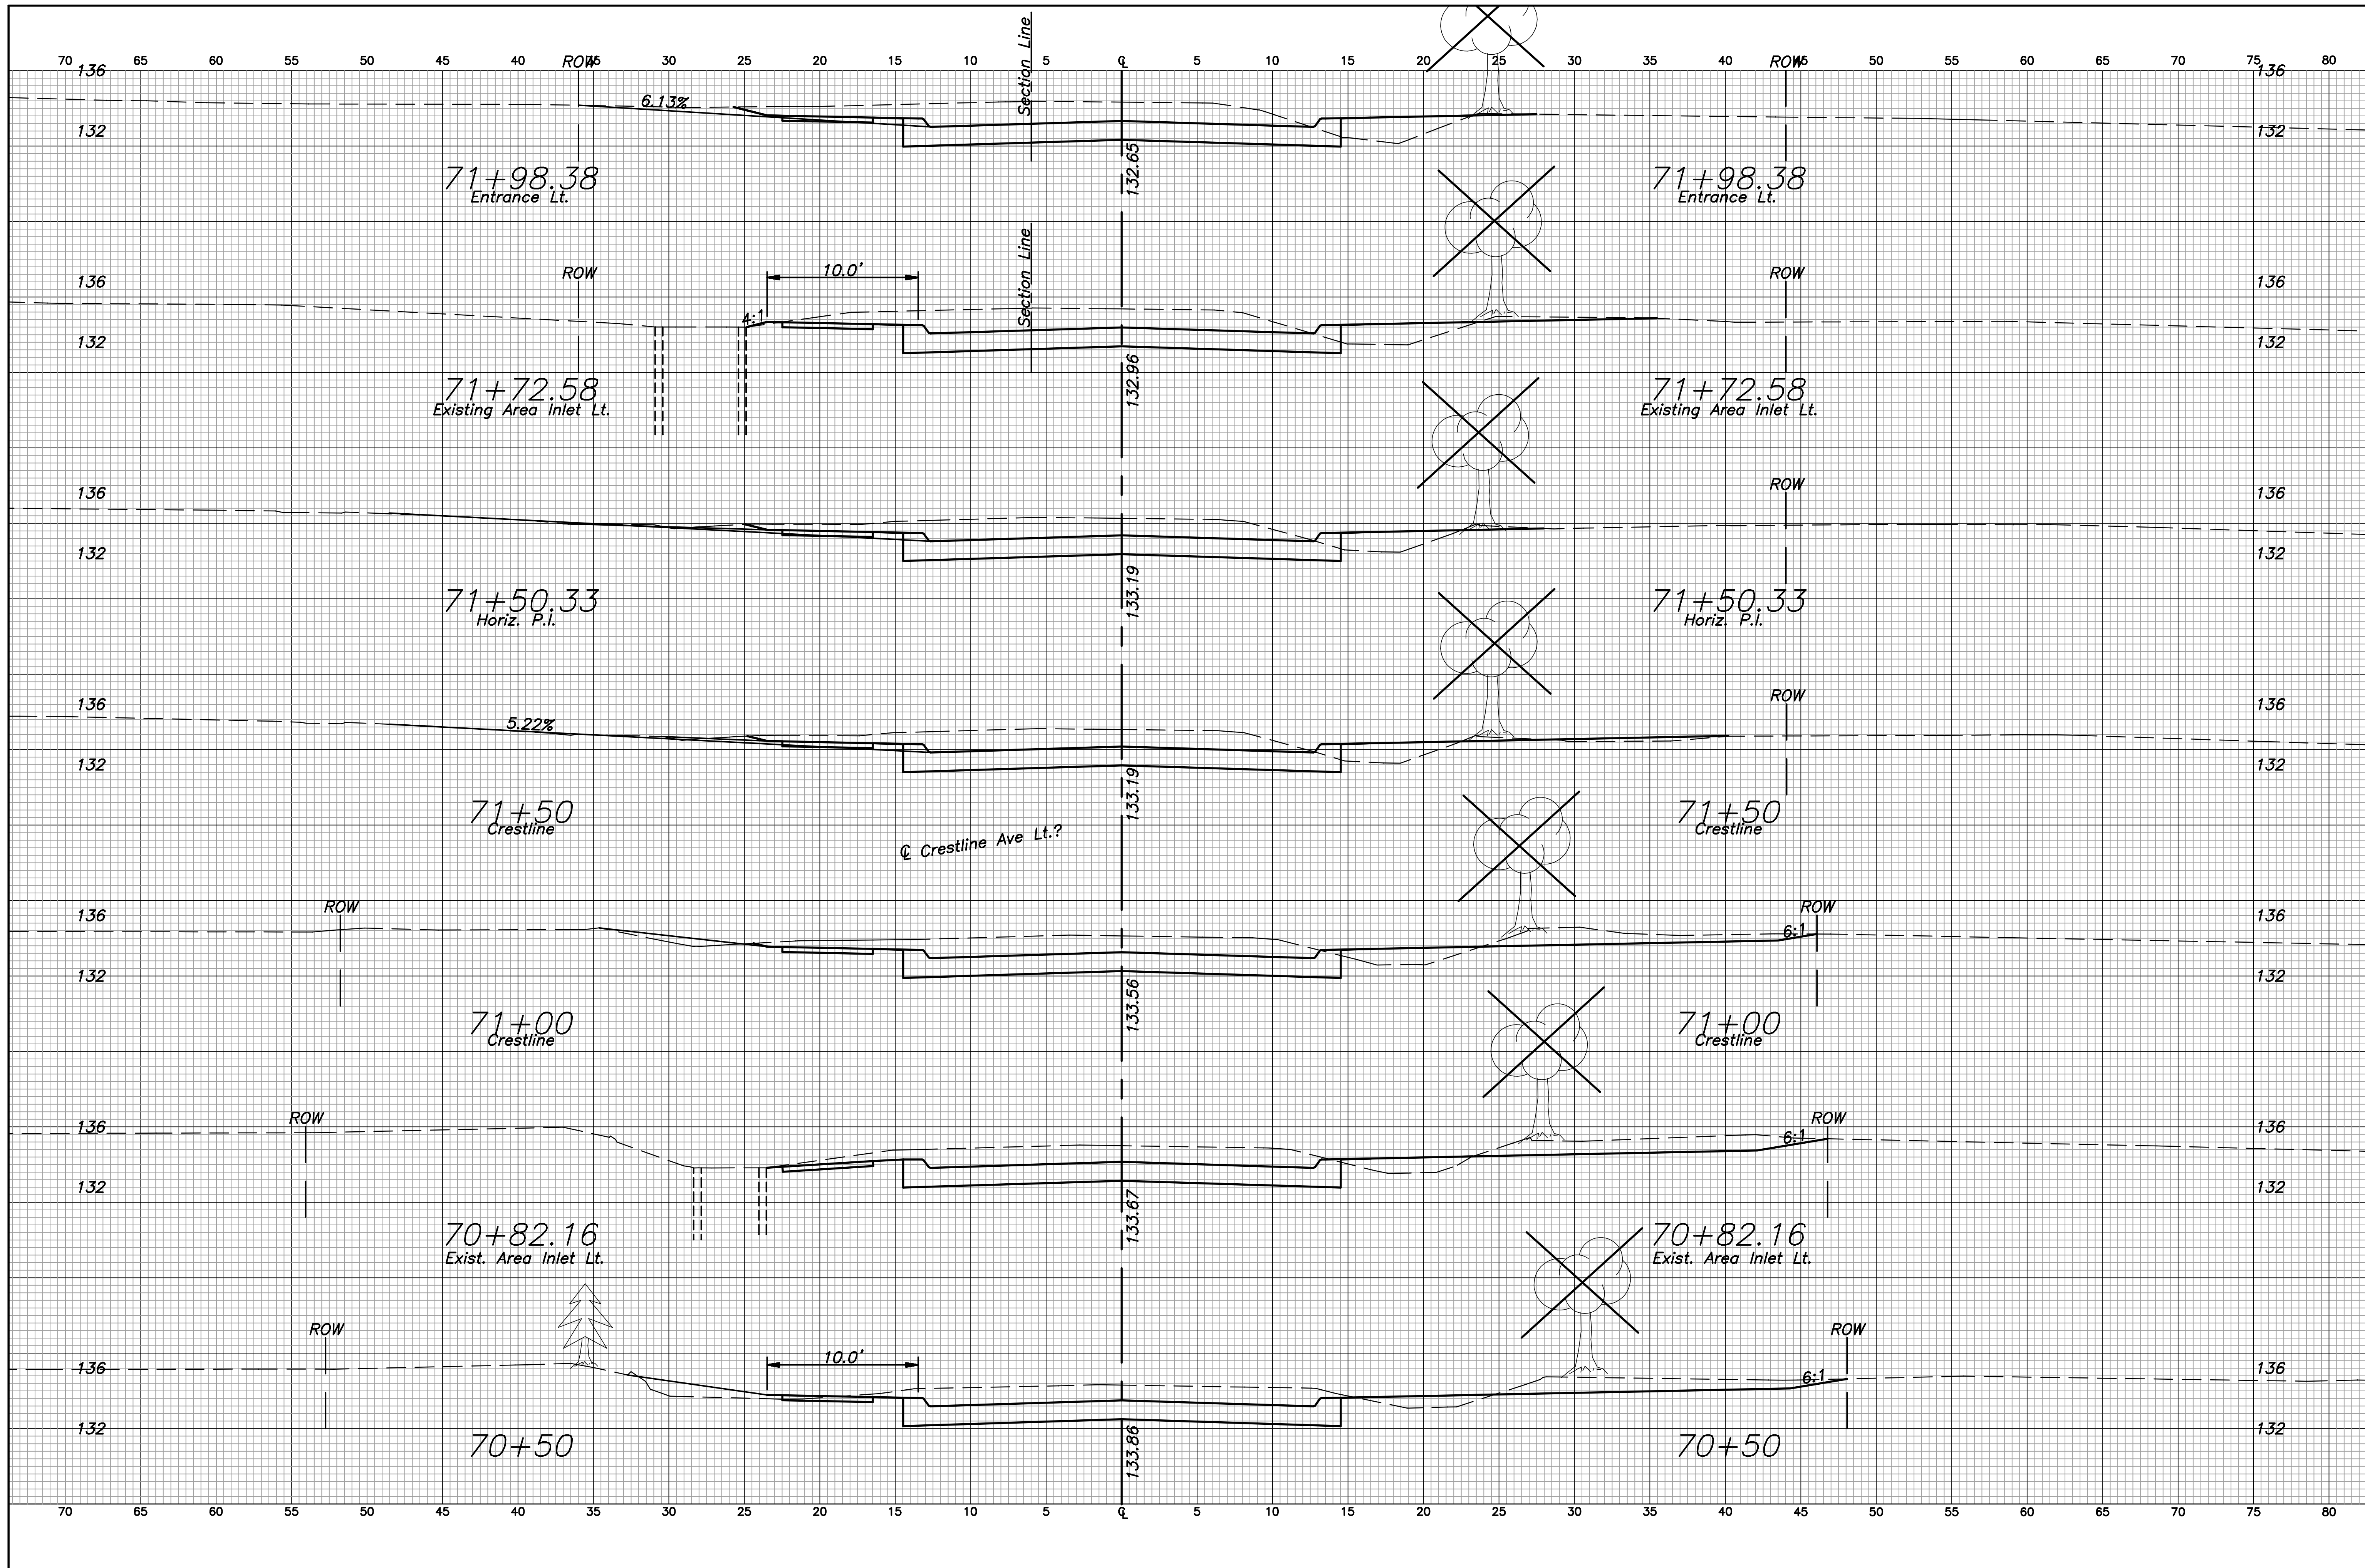 Section Line
70 65 60 55 50 45 40 35 30 25 20 15 10 5 ℄ 5 10 15 20 25 30 35 40 45 50 55 60 65 70 75 80
ROW ROW
136 136
6.13%
132 132
132.65
71+98.38 71+98.38
Entrance Lt. Entrance Lt.
Section Line
ROW 10.0' ROW
136 136
4:1
132 132
132.96
71+72.58 71+72.58
Existing Area Inlet Lt. Existing Area Inlet Lt.
ROW
136 136
132 132
133.19
71+50.33 71+50.33
Horiz. P.I. Horiz. P.I.
ROW
136 136
5.22%
132 132
133.19
71+50 71+50
Crestline Crestline
℄ Crestline Ave Lt.?
ROW ROW
136 136
6:1
132 132
133.56
71+00 71+00
Crestline Crestline
ROW ROW
136 136
6:1
132 132
133.67
70+82.16 70+82.16
Exist. Area Inlet Lt. Exist. Area Inlet Lt.
ROW ROW
10.0'
136 136
6:1
132 132
133.86
70+50 70+50
70 65 60 55 50 45 40 35 30 25 20 15 10 5 ℄ 5 10 15 20 25 30 35 40 45 50 55 60 65 70 75 80